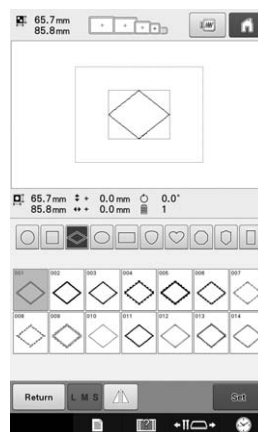 65.7mm
85.8mm
65.7mm + 0.0mm 0.0°
85.8mm + 0.0mm 1
001 002 003 004 005 006 007
008 009 010 011 012 013 014
Return L M S Set